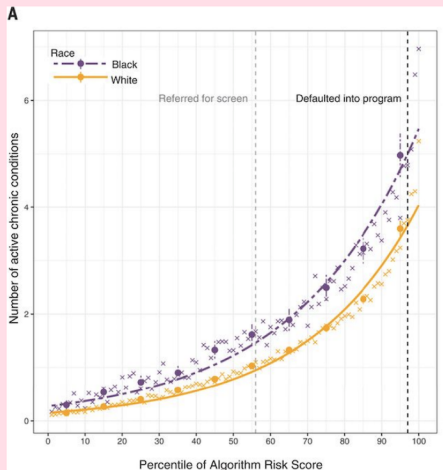 A
Race
Black
White
Referred for screen
Defaulted into program
Number of active chronic conditions
6
4
2
0
0 10 20 30 40 50 60 70 80 90 100
Percentile of Algorithm Risk Score